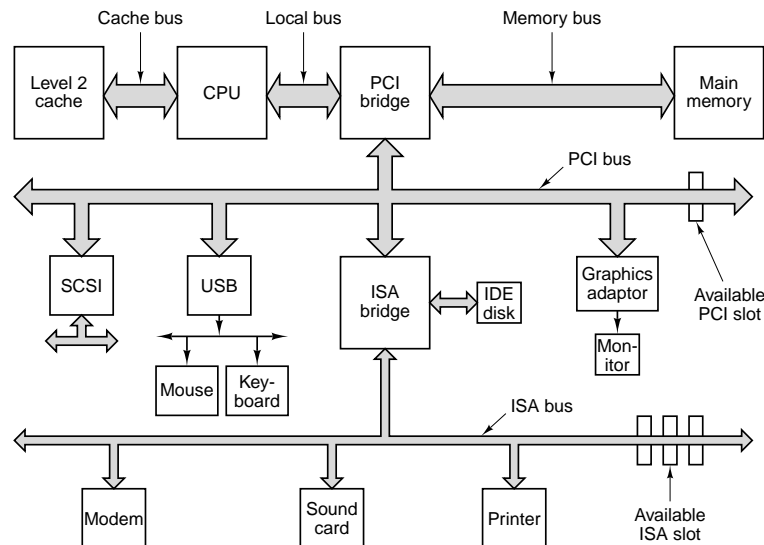 Cache bus
Local bus
Memory bus
Level 2
cache
CPU
PCI
bridge
Main
memory
PCI bus
SCSI
USB
ISA
bridge
IDE
disk
Graphics
adaptor
Available
PCI slot
Mon-
itor
Mouse
Key-
board
ISA bus
Modem
Sound
card
Printer
Available
ISA slot